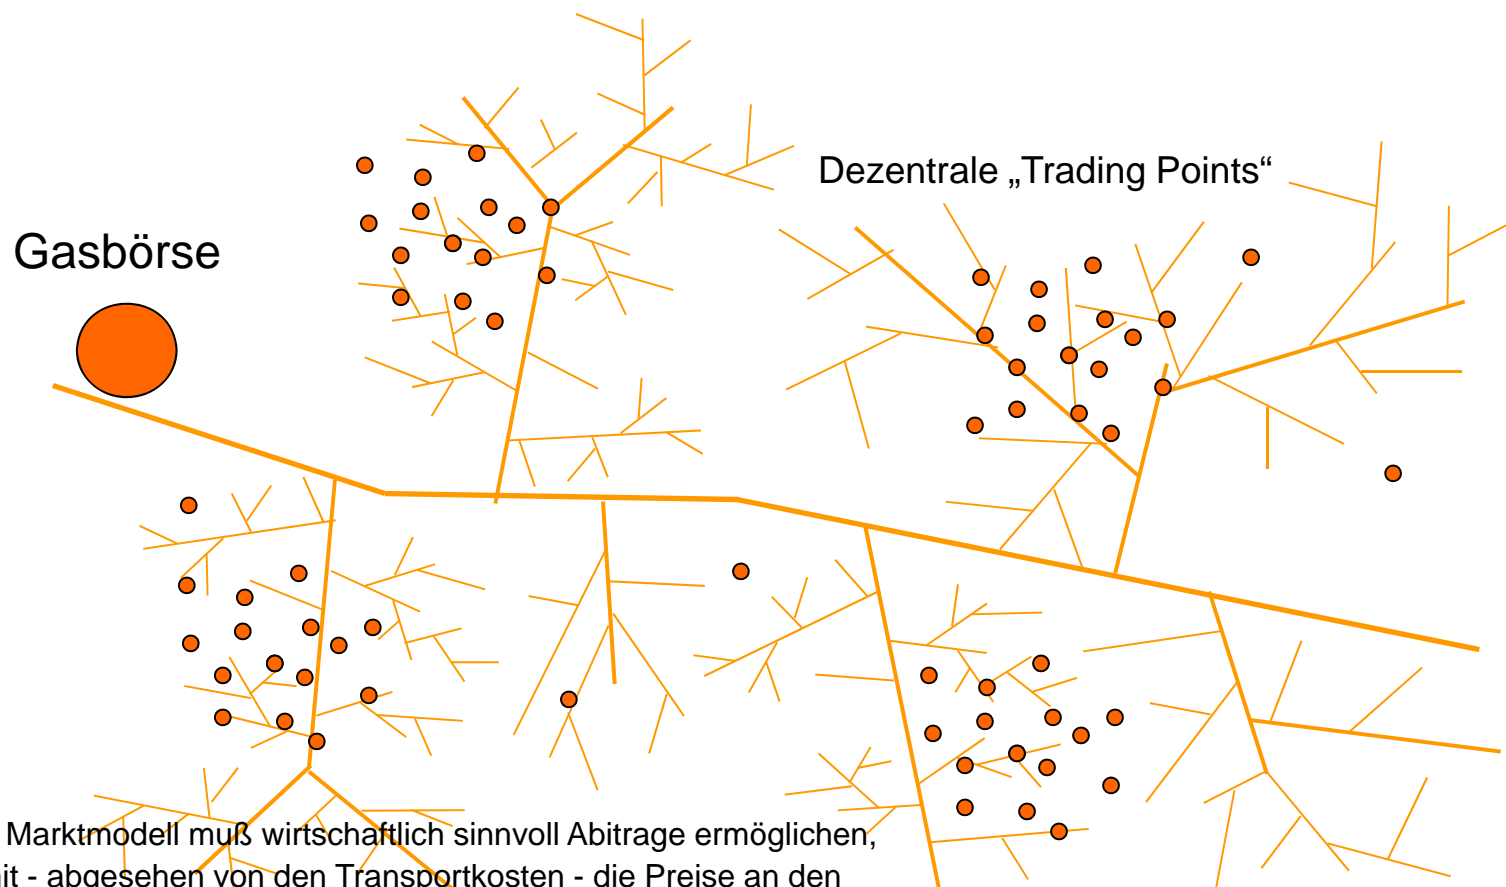 Dezentrale „Trading Points“
Gasbörse
Marktmodell muß wirtschaftlich sinnvoll Abitrage ermöglichen,
- abgesehen von den Transportkosten - die Preise an den